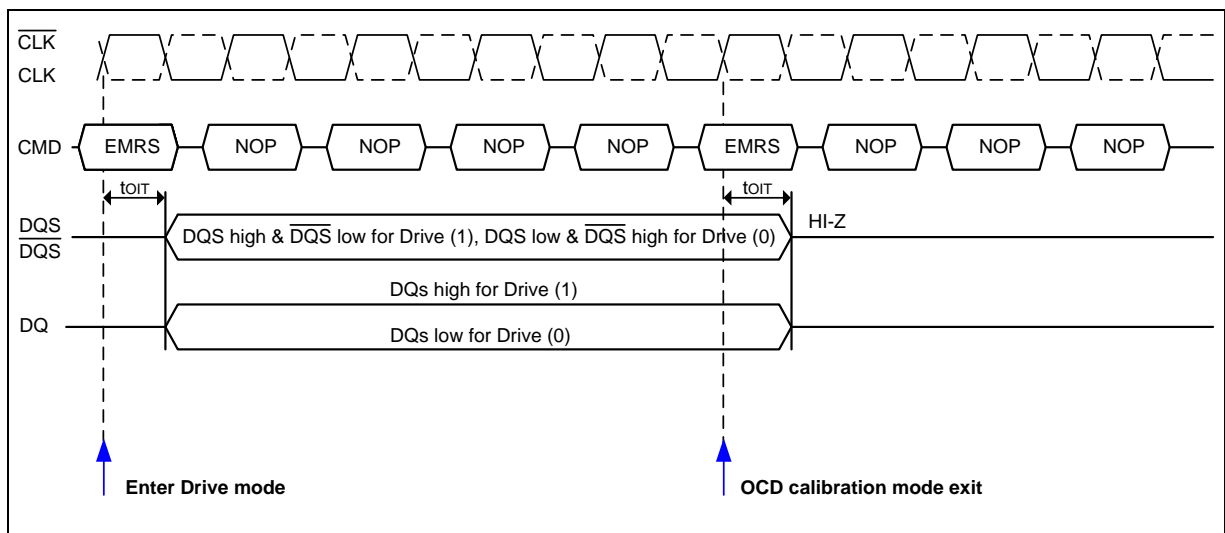 CLK
CLK
CMD EMRS NOP NOP NOP NOP EMRS NOP NOP NOP
tOIT tOIT
DQS
DQS
DQS high & DQS low for Drive (1), DQS low & DQS high for Drive (0)
HI-Z
DQs high for Drive (1)
DQ
DQs low for Drive (0)
Enter Drive mode OCD calibration mode exit